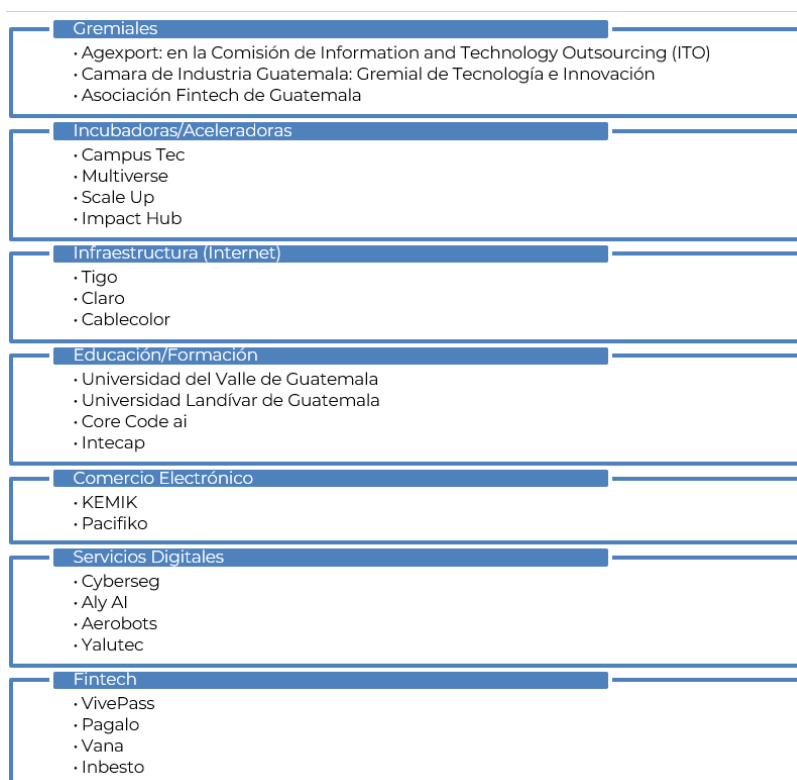 Gremiales
· Agexport: en la Comisión de Information and Technology Outsourcing (ITO)
· Camara de Industria Guatemala: Gremial de Tecnología e Innovación
· Asociación Fintech de Guatemala
Incubadoras/Aceleradoras
· Campus Tec
· Multiverse
· Scale Up
· Impact Hub
Infraestructura (Internet)
· Tigo
· Claro
· Cablecolor
Educación/Formación
· Universidad del Valle de Guatemala
· Universidad Landívar de Guatemala
· Core Code ai
· Intecap
Comercio Electrónico
· KEMIK
· Pacifiko
Servicios Digitales
· Cyberseg
· Aly AI
· Aerobots
· Yalutec
Fintech
· VivePass
· Pagalo
· Vana
· Inbesto